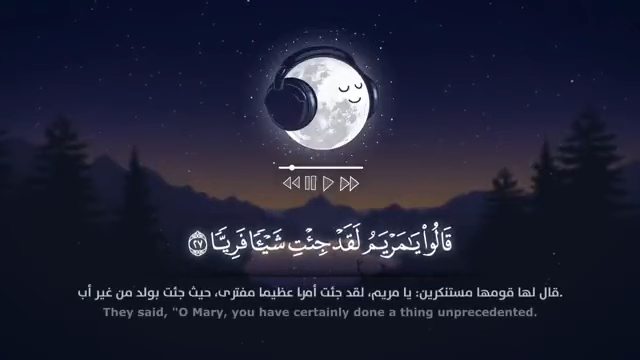 قَالُوا۟ يَـٰمَرْيَمُ لَقَدْ جِئْتِ شَيْـًٔا فَرِيًّا ٢٧
قال لها قومها مستنكرين: يا مريم، لقد جئت أمرا عظيما مفترى، حيث جئت بولد من غير أب.
They said, "O Mary, you have certainly done a thing unprecedented.